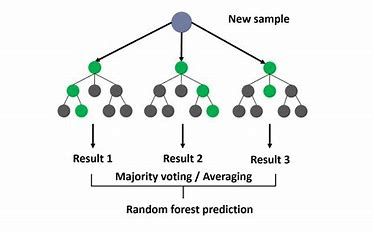 New sample
Result 1 Result 2 Result 3
Majority voting / Averaging
Random forest prediction